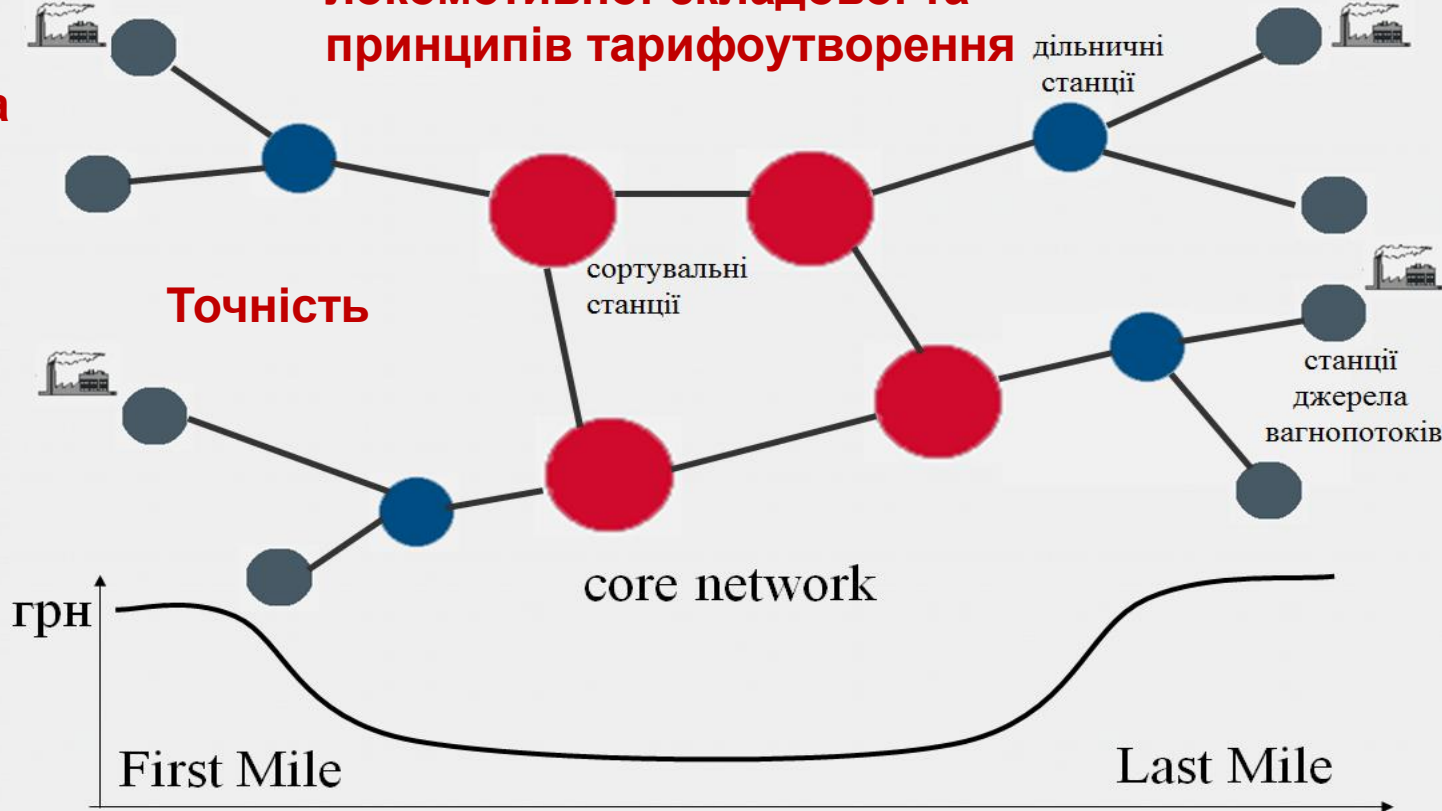 принципів тарифоутворення
дільничні
станції
а
сортувальні
станції
Точність
станції
джерела
вагнопотоків
core network
грн
First Mile
Last Mile